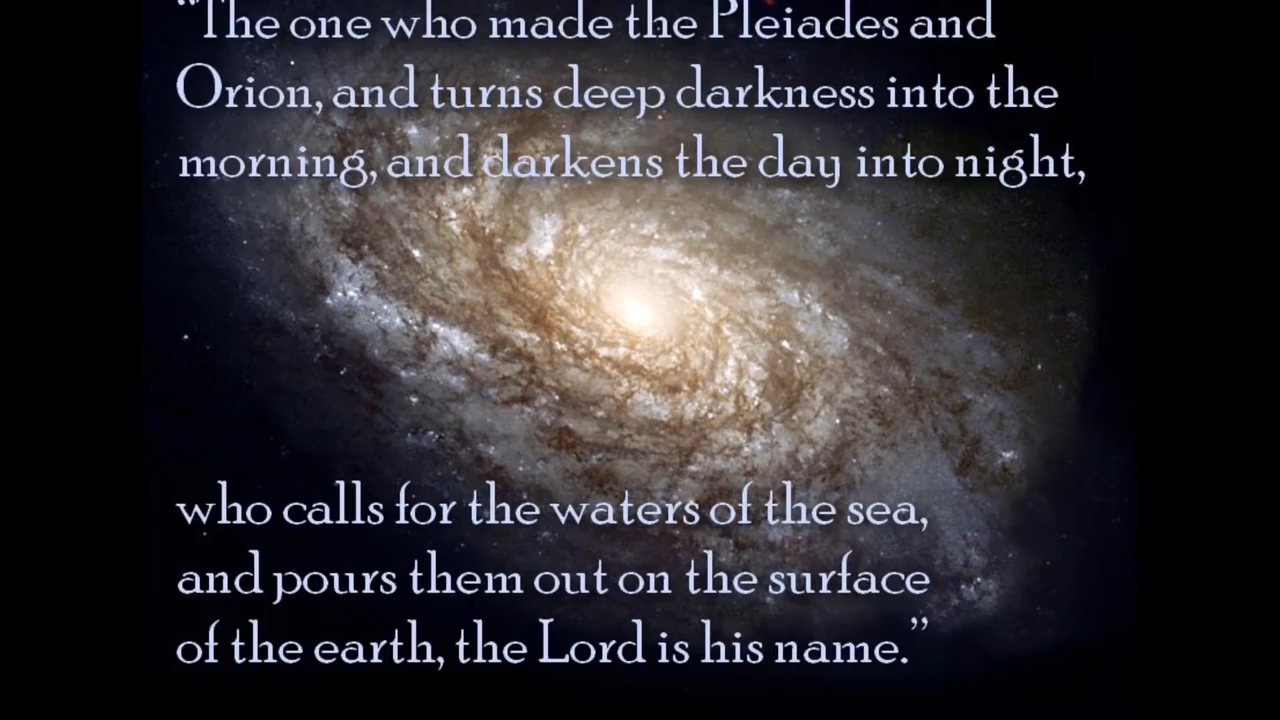 “The one who made the Pleiades and
Orion, and turns deep darkness into the
morning, and darkens the day into night,
who calls for the waters of the sea,
and pours them out on the surface
of the earth, the Lord is his name.”